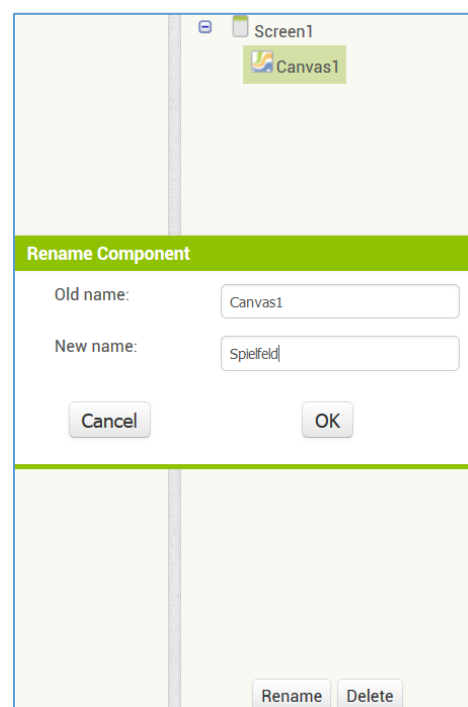 Screen1
Canvas1
Rename Component
Old name: Canvas1
New name: Spielfeld
Cancel OK
Rename Delete